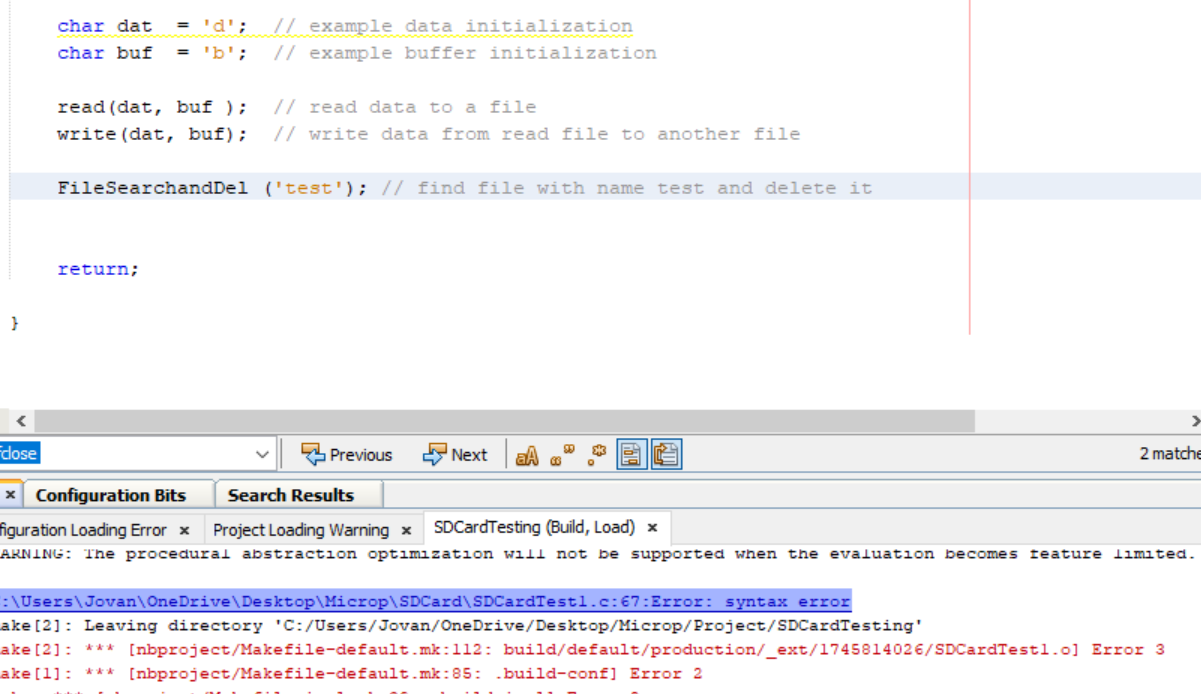 char dat  = 'd';  // example data initialization
char buf  = 'b';  // example buffer initialization
read(dat, buf );  // read data to a file
write(dat, buf);  // write data from read file to another file
FileSearchandDel ('test'); // find file with name test and delete it
return;
}
fclose Previous Next 2 matche
Configuration Bits Search Results
figuration Loading Error Project Loading Warning SDCardTesting (Build, Load)
ARNING: The procedural abstraction optimization will not be supported when the evaluation becomes feature limited.
:\Users\Jovan\OneDrive\Desktop\Microp\SDCard\SDCardTest1.c:67:Error: syntax error
ake[2]: Leaving directory 'C:/Users/Jovan/OneDrive/Desktop/Microp/Project/SDCardTesting'
ake[2]: *** [nbproject/Makefile-default.mk:112: build/default/production/_ext/1745814026/SDCardTest1.o] Error 3
ake[1]: *** [nbproject/Makefile-default.mk:85: .build-conf] Error 2